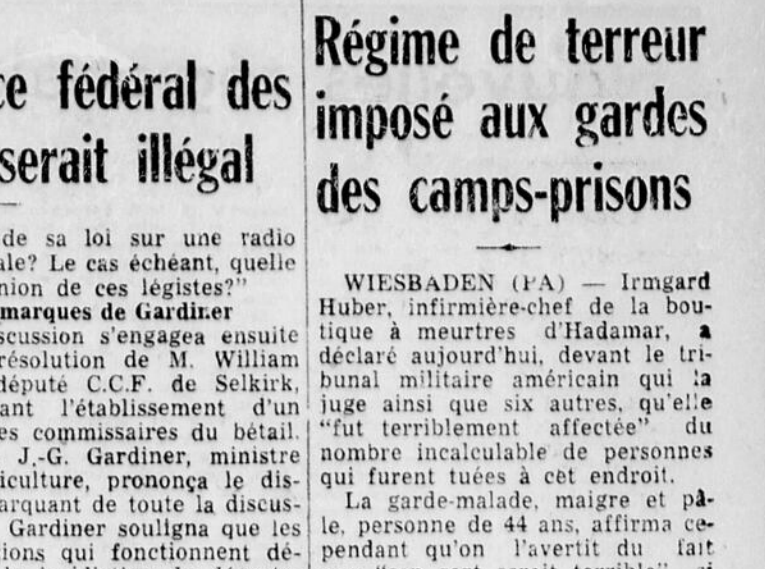 ce fédéral des
serait illégal
de sa loi sur une radio
ale? Le cas échéant, quelle
nion de ces légistes?"
marques de Gardiner
scussion s'engagea ensuite
résolution de M. William
député C.C.F. de Selkirk,
ant l'établissement d'un
es commissaires du bétail.
J.-G. Gardiner, ministre
iculture, prononça le dis-
arquant de toute la discus-
Gardiner souligna que les
ions qui fonctionnent dé-
Régime de terreur
imposé aux gardes
des camps-prisons
WIESBADEN (PA) — Irmgard
Huber, infirmière-chef de la bou-
tique à meurtres d'Hadamar, a
déclaré aujourd'hui, devant le tri-
bunal militaire américain qui la
juge ainsi que six autres, qu'elle
"fut terriblement affectée" du
nombre incalculable de personnes
qui furent tuées à cet endroit.
La garde-malade, maigre et pâ-
le, personne de 44 ans, affirma ce-
pendant qu'on l'avertit du fait